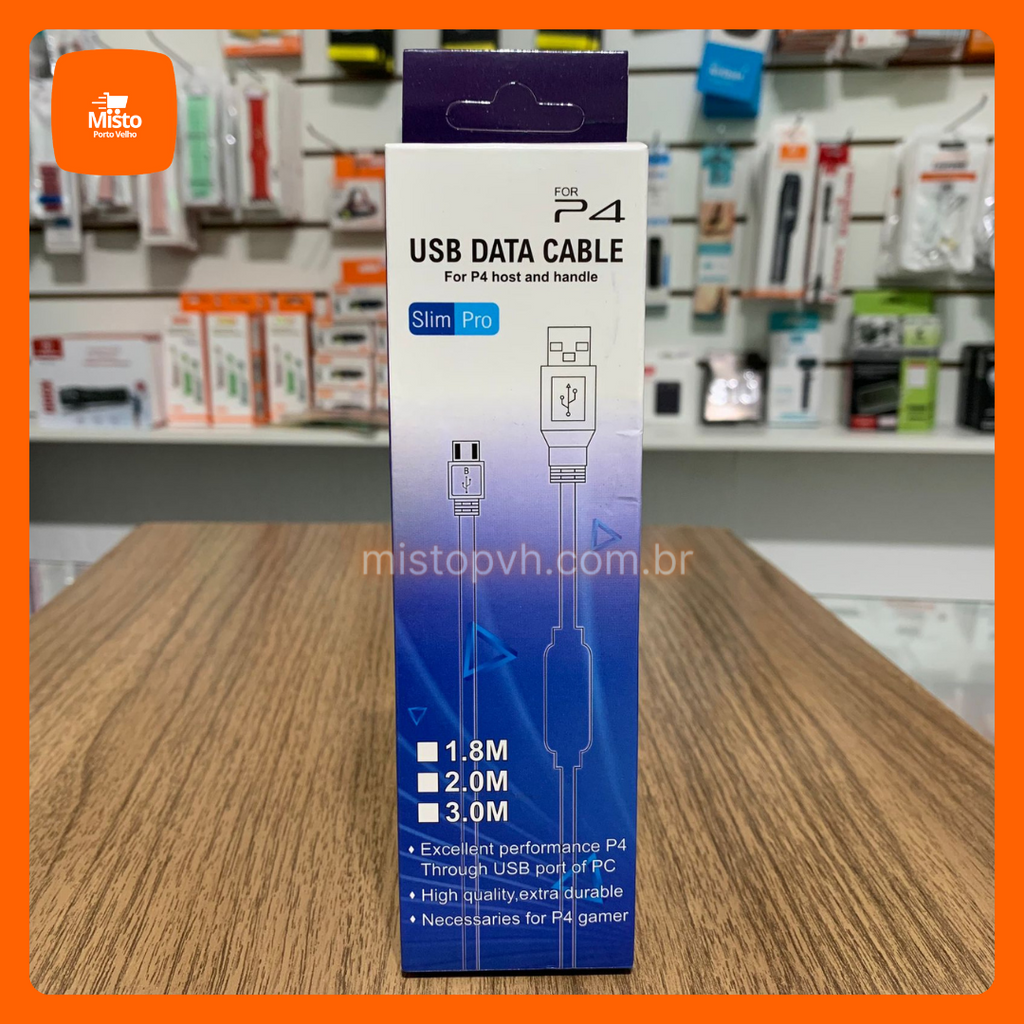 Misto
Porto Velho
FOR
P4
USB DATA CABLE
For P4 host and handle
Slim Pro
B
mistopvh.com.br
1.8M
2.0M
3.0M
Excellent performance P4
Through USB port of PC
High quality,extra durable
Necessaries for P4 gamer